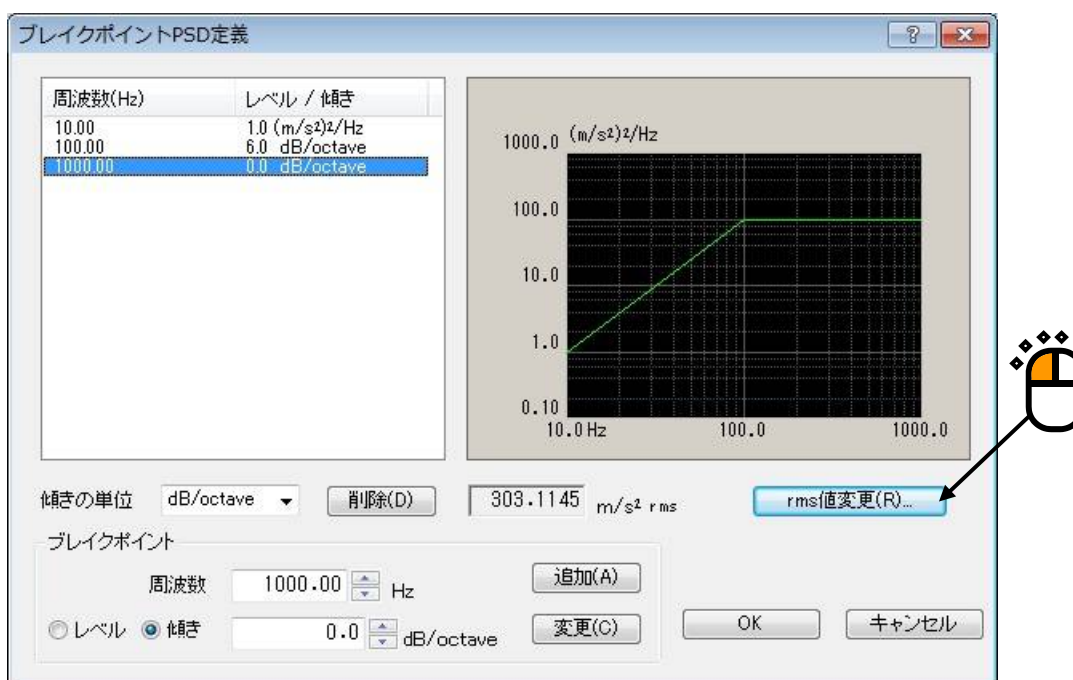 ブレイクポイントPSD定義
周波数(Hz) レベル / 傾き
10.00 1.0 (m/s2)2/Hz
100.00 6.0 dB/octave
1000.00 0.0 dB/octave
1000.0 (m/s2)2/Hz
100.0
10.0
1.0
0.10
10.0Hz 100.0 1000.0
傾きの単位 dB/octave 削除(D) 303.1145 m/s2 rms rms値変更(R)...
ブレイクポイント
周波数 1000.00 Hz 追加(A)
レベル 傾き 0.0 dB/octave 変更(C) OK キャンセル